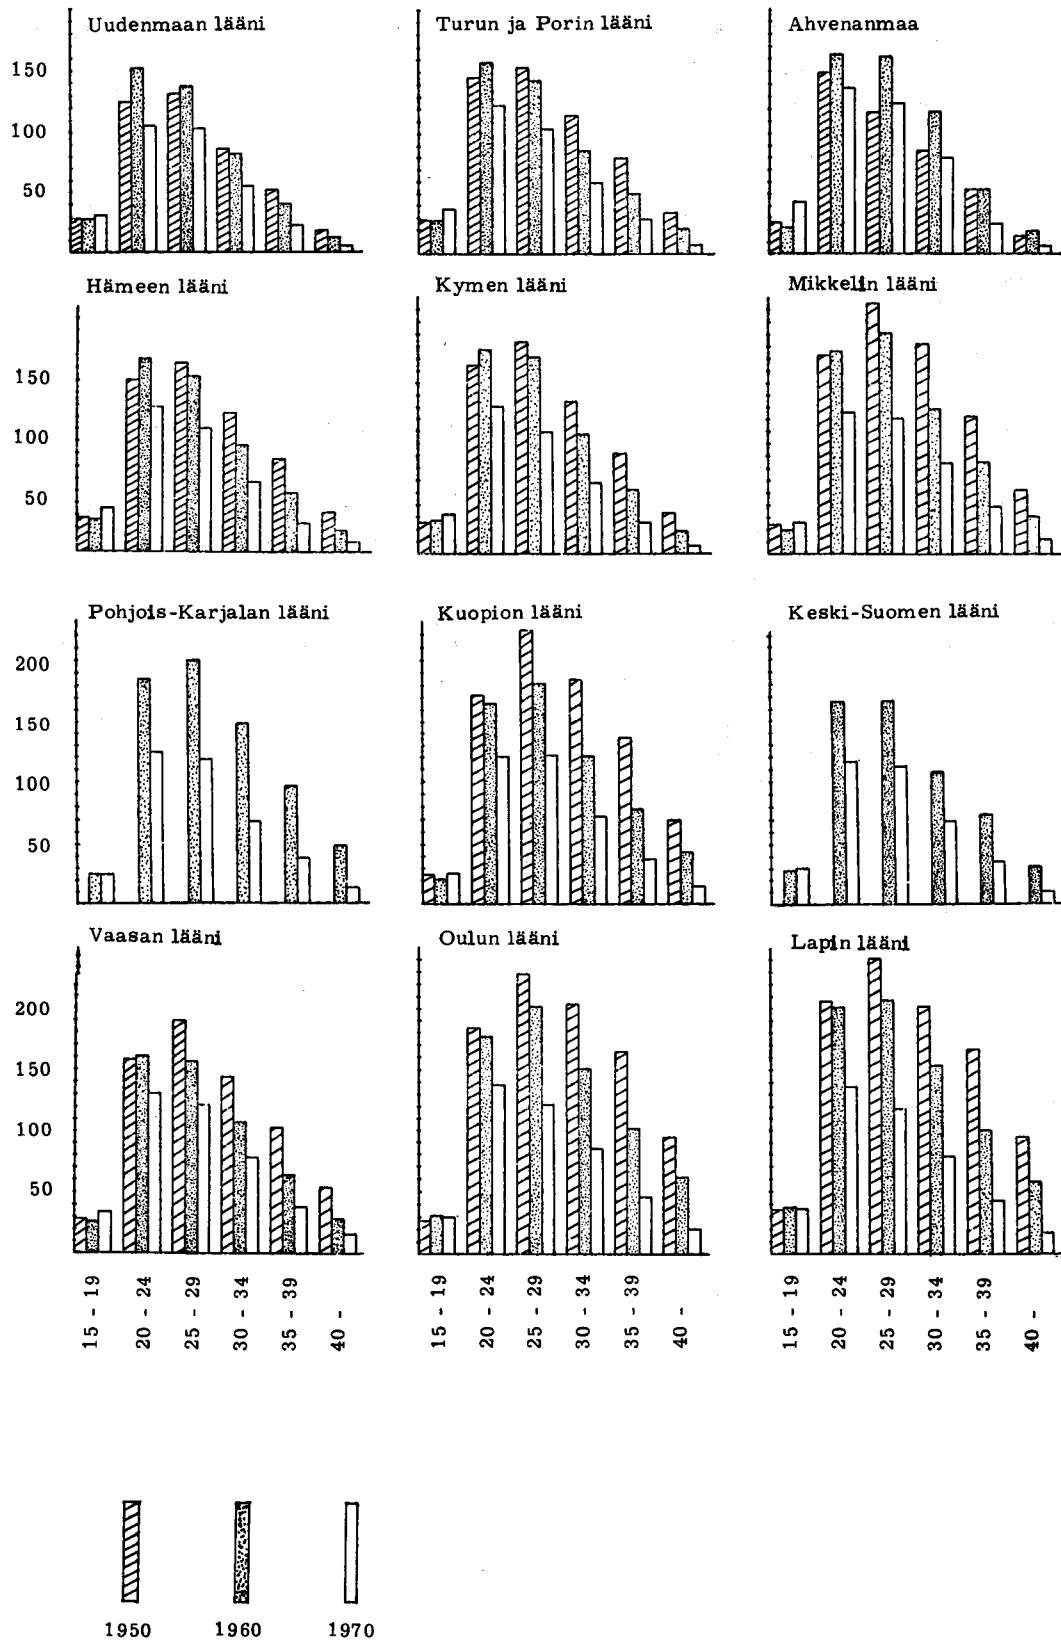 Uudenmaan lääni
Turun ja Porin lääni
Ahvenanmaa
150
100
50
Hämeen lääni
Kymen lääni
Mikkelin lääni
150
100
50
Pohjois-Karjalan lääni
Kuopion lääni
Keski-Suomen lääni
200
150
100
50
Vaasan lääni
Oulun lääni
Lapin lääni
200
150
100
50
15 - 19
20 - 24
25 - 29
30 - 34
35 - 39
40 -
15 - 19
20 - 24
25 - 29
30 - 34
35 - 39
40 -
15 - 19
20 - 24
25 - 29
30 - 34
35 - 39
40 -
1950
1960
1970